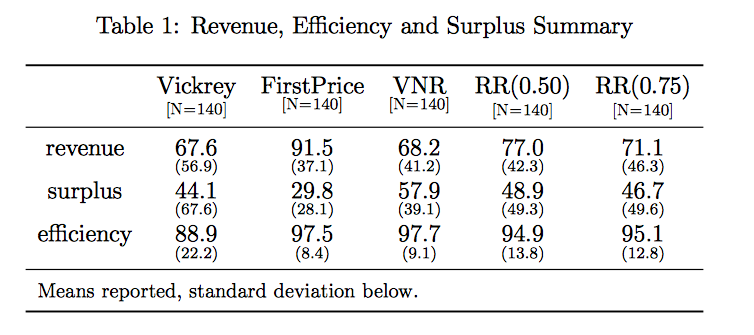 Table 1: Revenue, Efficiency and Surplus Summary
Vickrey FirstPrice VNR RR(0.50) RR(0.75)
[N=140] [N=140] [N=140] [N=140] [N=140]
revenue 67.6 91.5 68.2 77.0 71.1
(56.9) (37.1) (41.2) (42.3) (46.3)
surplus 44.1 29.8 57.9 48.9 46.7
(67.6) (28.1) (39.1) (49.3) (49.6)
efficiency 88.9 97.5 97.7 94.9 95.1
(22.2) (8.4) (9.1) (13.8) (12.8)
Means reported, standard deviation below.